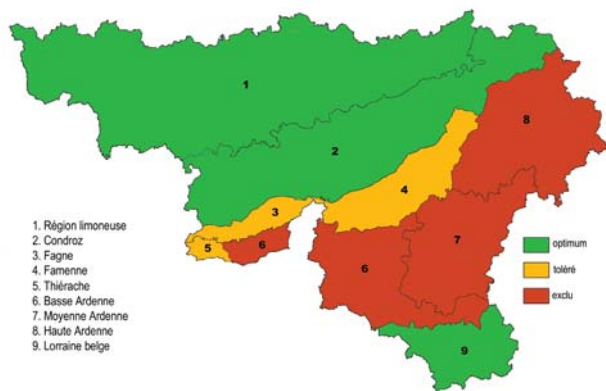 1
2
3
4
5
6
6
7
8
9
1. Région limoneuse
2. Condroz
3. Fagne
4. Famenne
5. Thiérache
6. Basse Ardenne
7. Moyenne Ardenne
8. Haute Ardenne
9. Lorraine belge
optimum
toléré
exclu